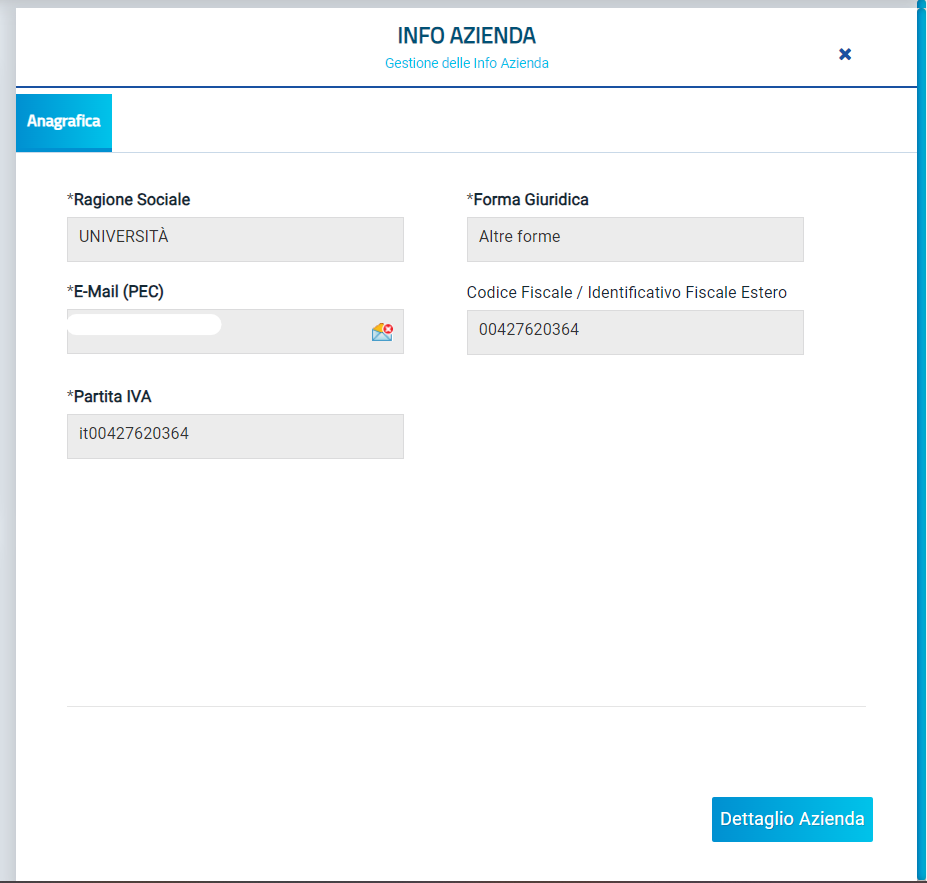 INFO AZIENDA
Gestione delle Info Azienda
Anagrafica
*Ragione Sociale
UNIVERSITÀ
*Forma Giuridica
Altre forme
*E-Mail (PEC)
Codice Fiscale / Identificativo Fiscale Estero
00427620364
*Partita IVA
it00427620364
Dettaglio Azienda